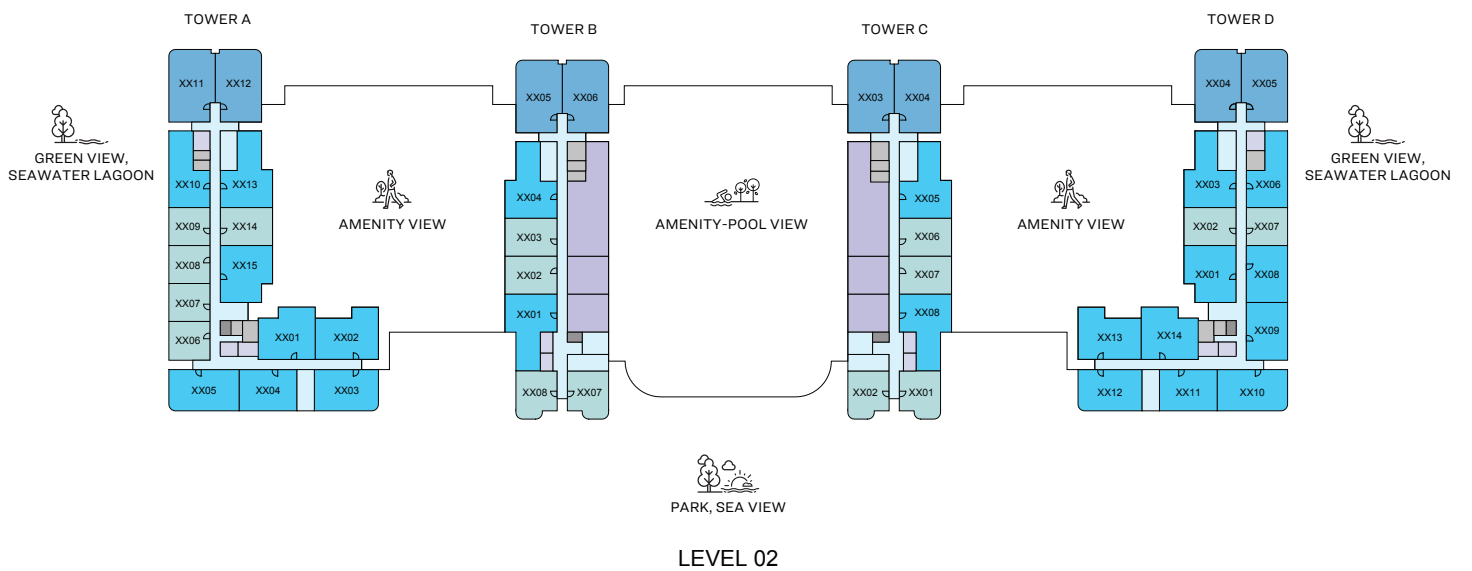 TOWER A
TOWER B
TOWER C
TOWER D
XX11
XX12
XX10
XX13
XX09
XX14
XX08
XX15
XX07
XX06
XX01
XX02
XX05
XX04
XX03
GREEN VIEW,
SEAWATER LAGOON
AMENITY VIEW
XX05
XX06
XX04
XX03
XX02
XX01
XX08
XX07
AMENITY-POOL VIEW
XX03
XX04
XX05
XX06
XX07
XX08
XX02
XX01
AMENITY VIEW
XX04
XX05
XX03
XX06
XX02
XX07
XX01
XX08
XX09
XX13
XX14
XX12
XX11
XX10
GREEN VIEW,
SEAWATER LAGOON
PARK, SEA VIEW
LEVEL 02